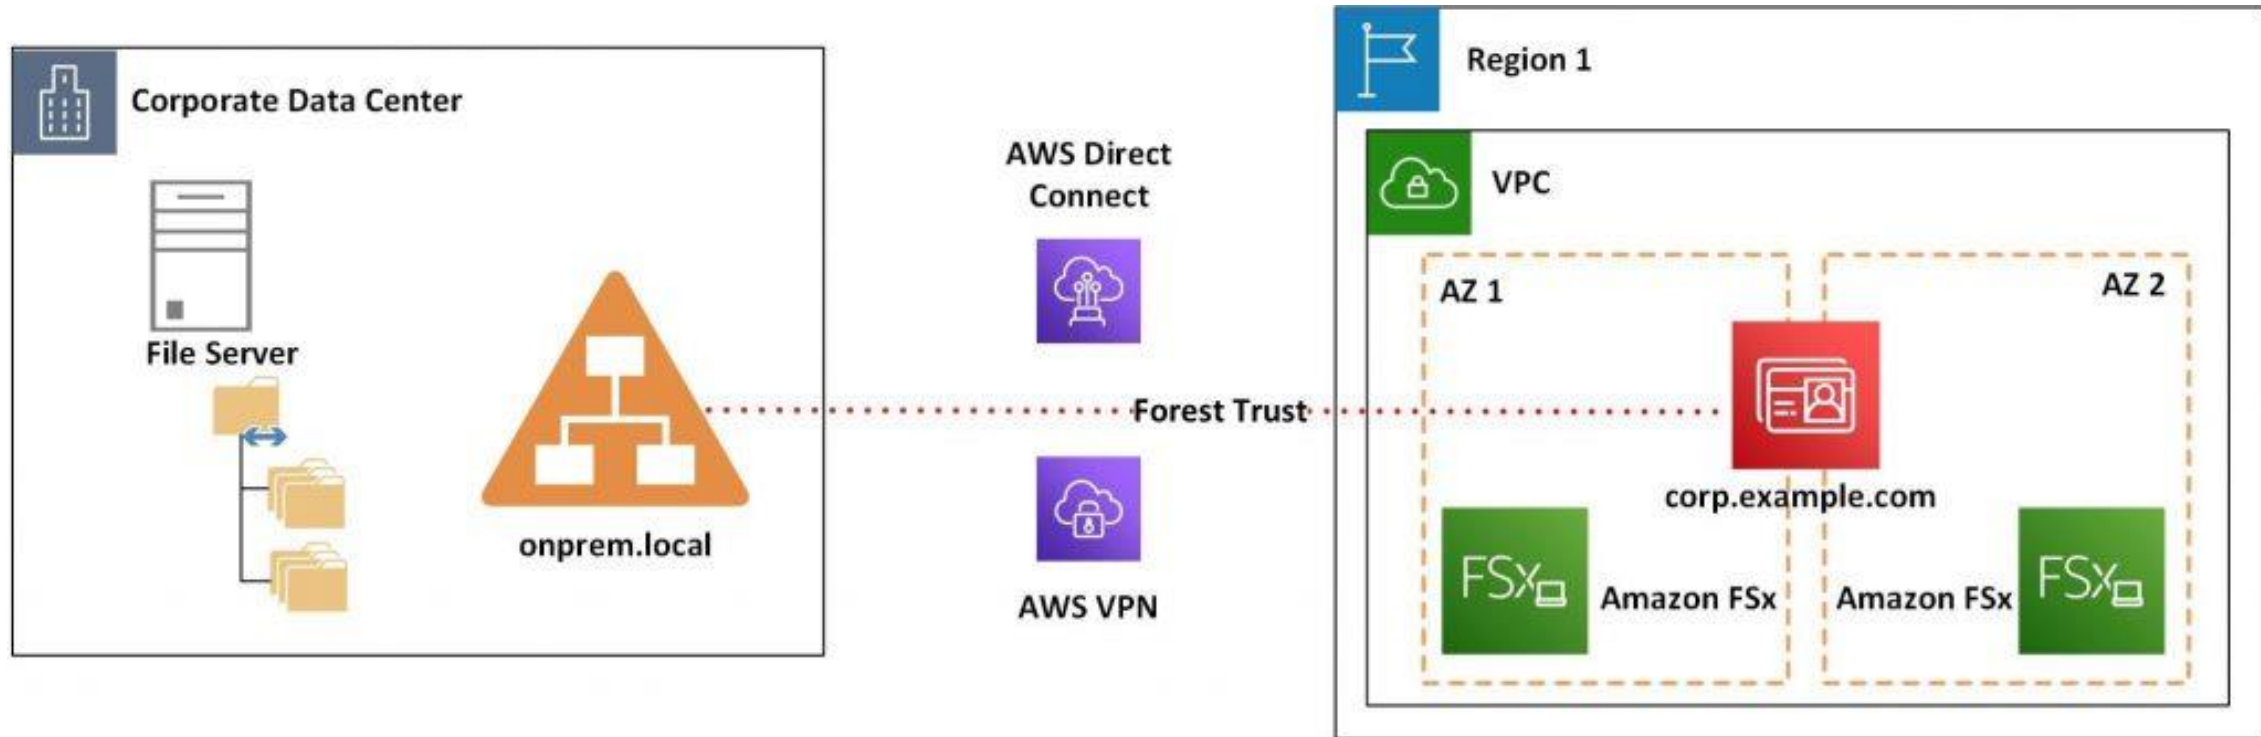 Corporate Data Center
File Server
onprem.local
AWS Direct
Connect
Forest Trust
AWS VPN
Region 1
VPC
AZ 1
AZ 2
corp.example.com
FSx
Amazon FSx
Amazon FSx
FSx